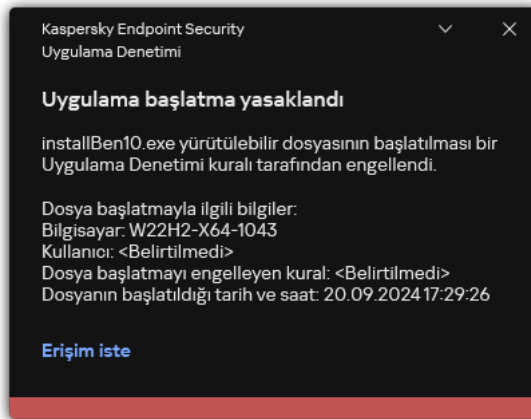 Kaspersky Endpoint Security
Uygulama Denetimi
Uygulama başlatma yasaklandı
installBen10.exe yürütülebilir dosyasının başlatılması bir
Uygulama Denetimi kuralı tarafından engellendi.
Dosya başlatmayla ilgili bilgiler:
Bilgisayar: W22H2-X64-1043
Kullanıcı: <Belirtilmedi>
Dosya başlatmayı engelleyen kural: <Belirtilmedi>
Dosyanın başlatıldığı tarih ve saat: 20.09.2024 17:29:26
Erişim iste